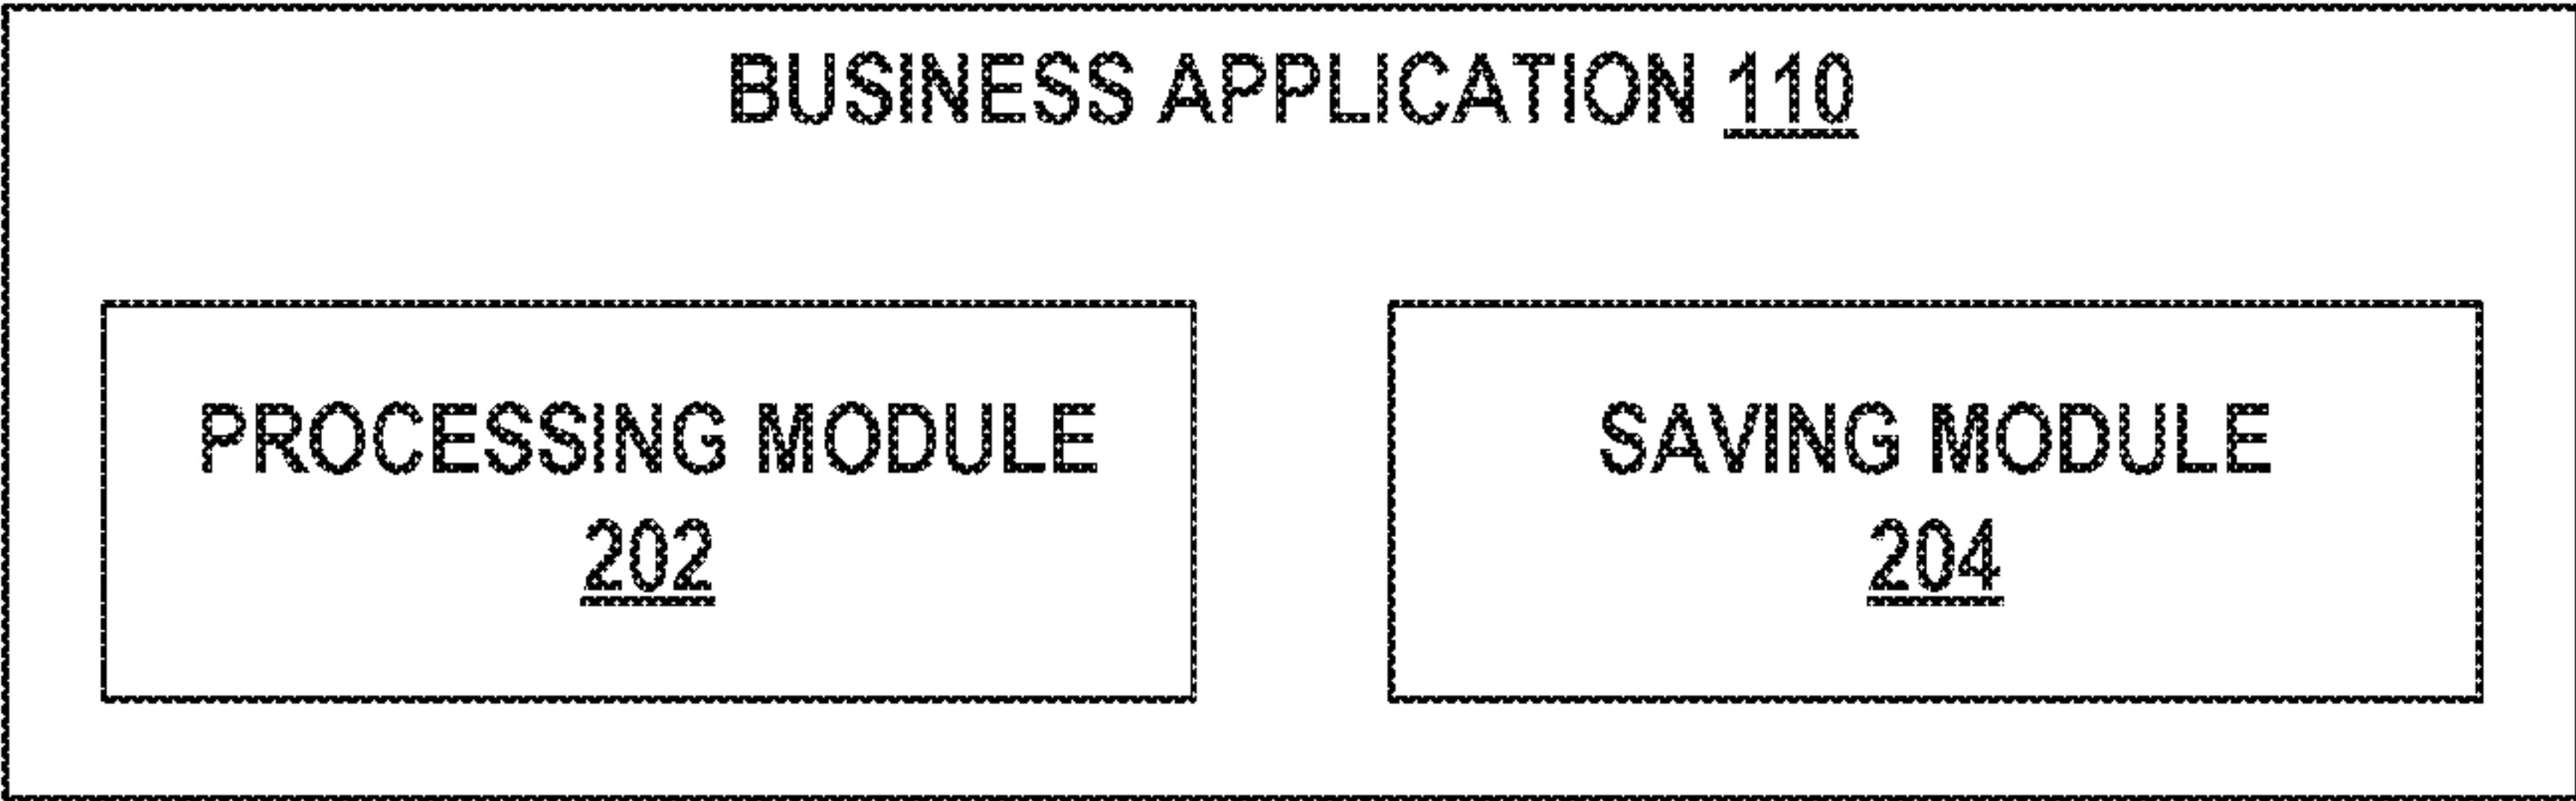 BUSINESS APPLICATION 110
PROCESSING MODULE
202
SAVING MODULE
204